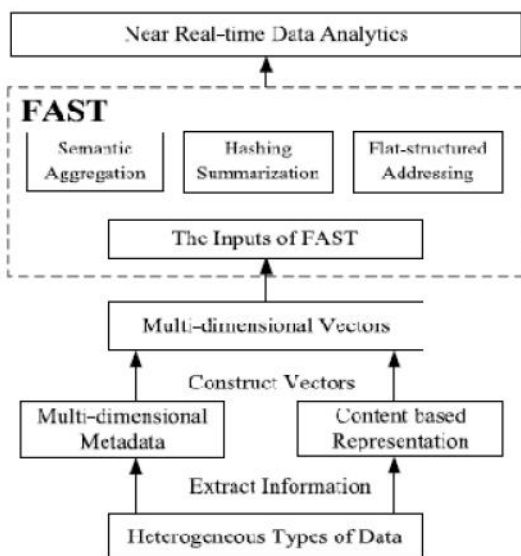 Near Real-time Data Analytics
FAST
Semantic
Aggregation
Hashing
Summarization
Flat-structured
Addressing
The Inputs of FAST
Multi-dimensional Vectors
Construct Vectors
Multi-dimensional
Metadata
Content based
Representation
Extract Information
Heterogeneous Types of Data